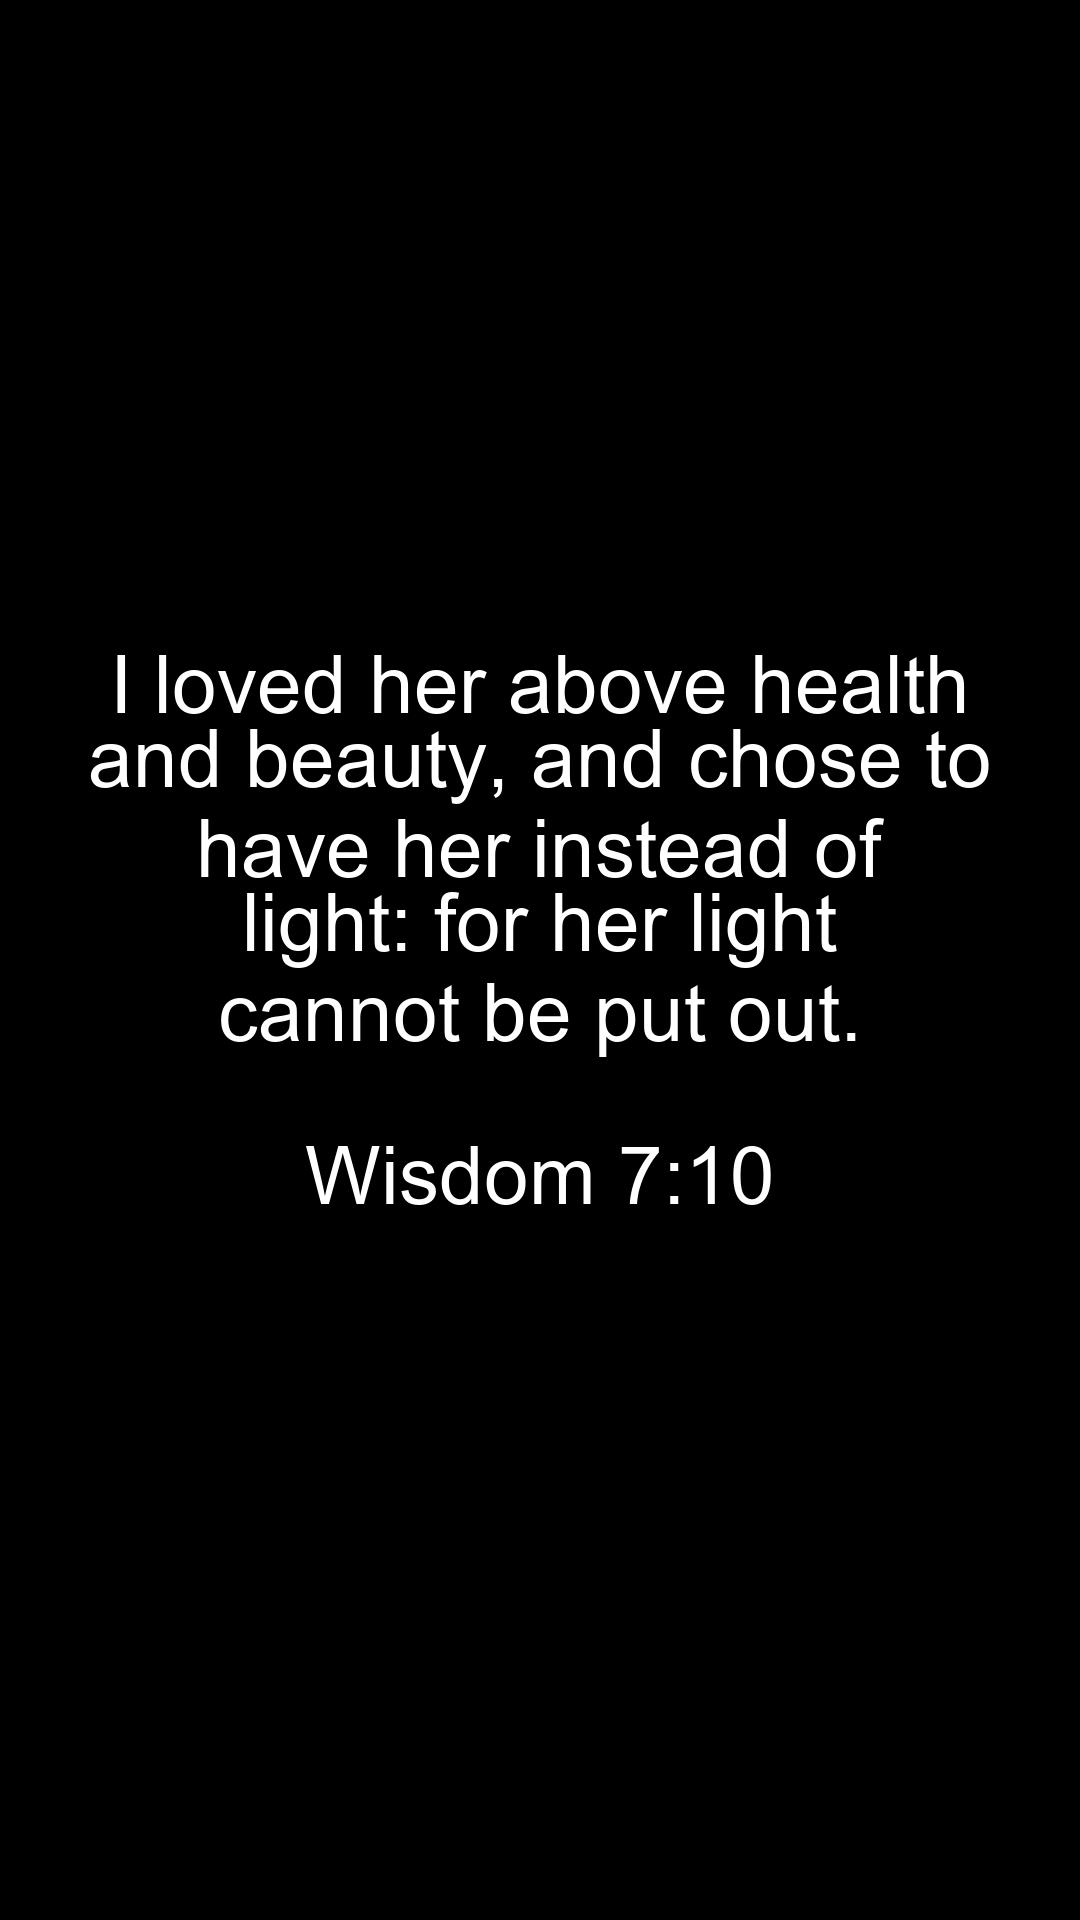 I loved her above health
and beauty, and chose to
have her instead of
light: for her light
cannot be put out.
Wisdom 7:10